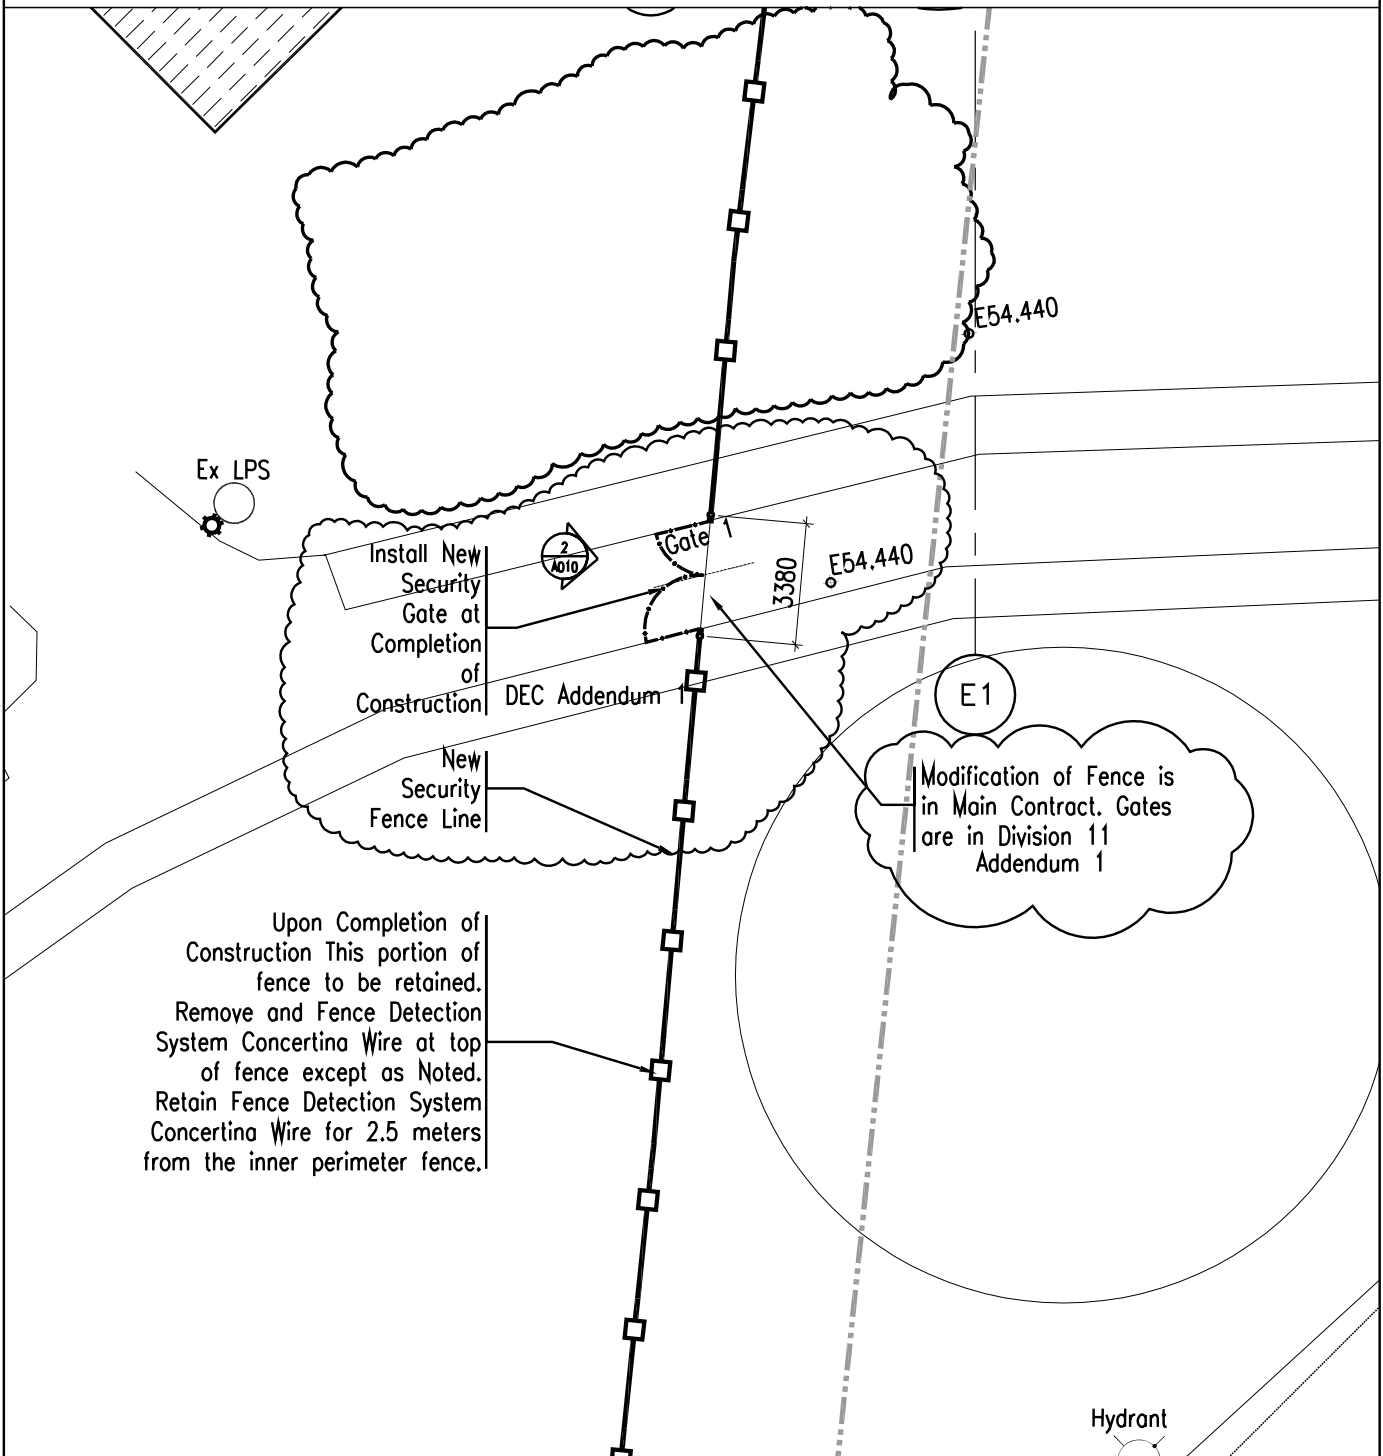 E54.440
Ex LPS
Install New
Security
Gate at
Completion
of
Construction
2
A010
Gate 1
3380
E54.440
DEC Addendum 1
E1
New
Security
Fence Line
Modification of Fence is
in Main Contract. Gates
are in Division 11
Addendum 1
Upon Completion of
Construction This portion of
fence to be retained.
Remove and Fence Detection
System Concertina Wire at top
of fence except as Noted.
Retain Fence Detection System
Concertina Wire for 2.5 meters
from the inner perimeter fence.
Hydrant